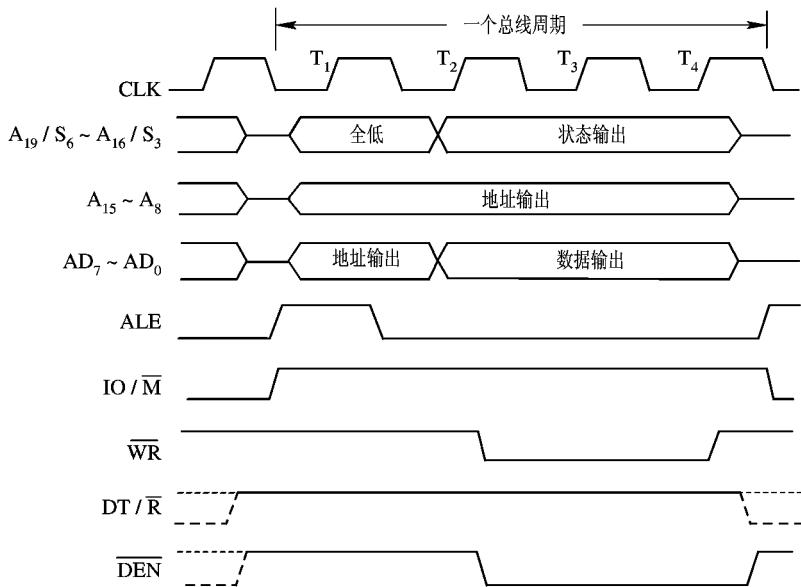 一个总线周期
T₁ T₂ T₃ T₄
CLK
A₁₉ / S₆ ~ A₁₆ / S₃ 全低 状态输出
A₁₅ ~ A₈ 地址输出
AD₇ ~ AD₀ 地址输出 数据输出
ALE
IO / M̅
W̅R̅
DT / R̅
D̅E̅N̅